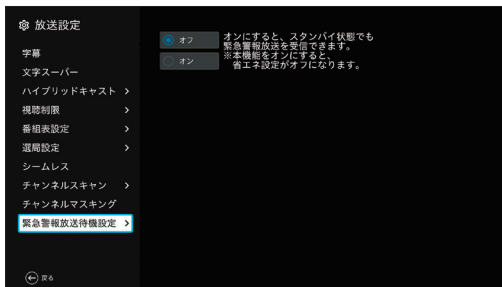 放送設定
字幕
文字スーパー
ハイブリッドキャスト
視聴制限
番組表設定
選局設定
シームレス
チャンネルスキャン
チャンネルマスキング
緊急警報放送待機設定
戻る
オフ
オン
オンにすると、スタンバイ状態でも
緊急警報放送を受信できます。
※本機能をオンにすると、
省エネ設定がオフになります。